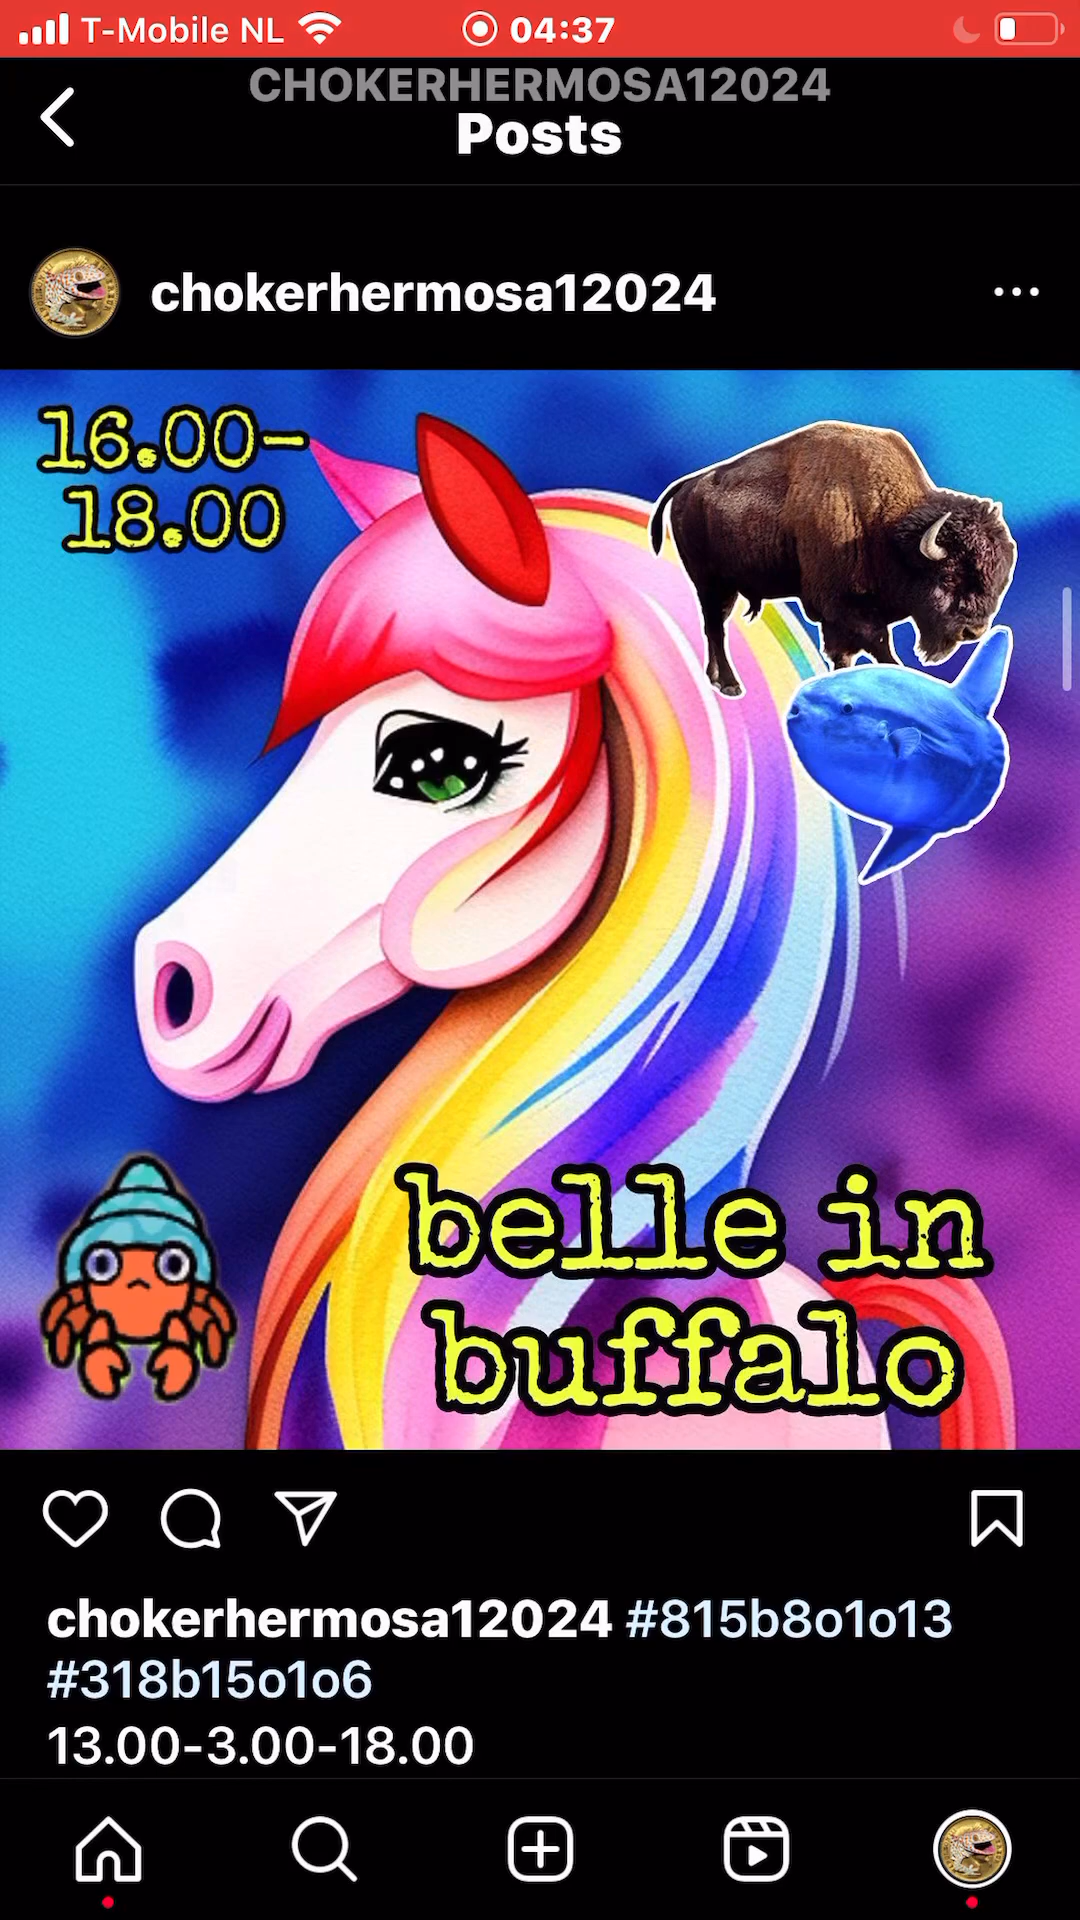 T-Mobile NL 04:37
CHOKERHERMOSA12024
Posts
chokerhermosa12024
16.00-
18.00
belle in
buffalo
chokerhermosa12024 #815b8o1o13
#318b15o1o6
13.00-3.00-18.00